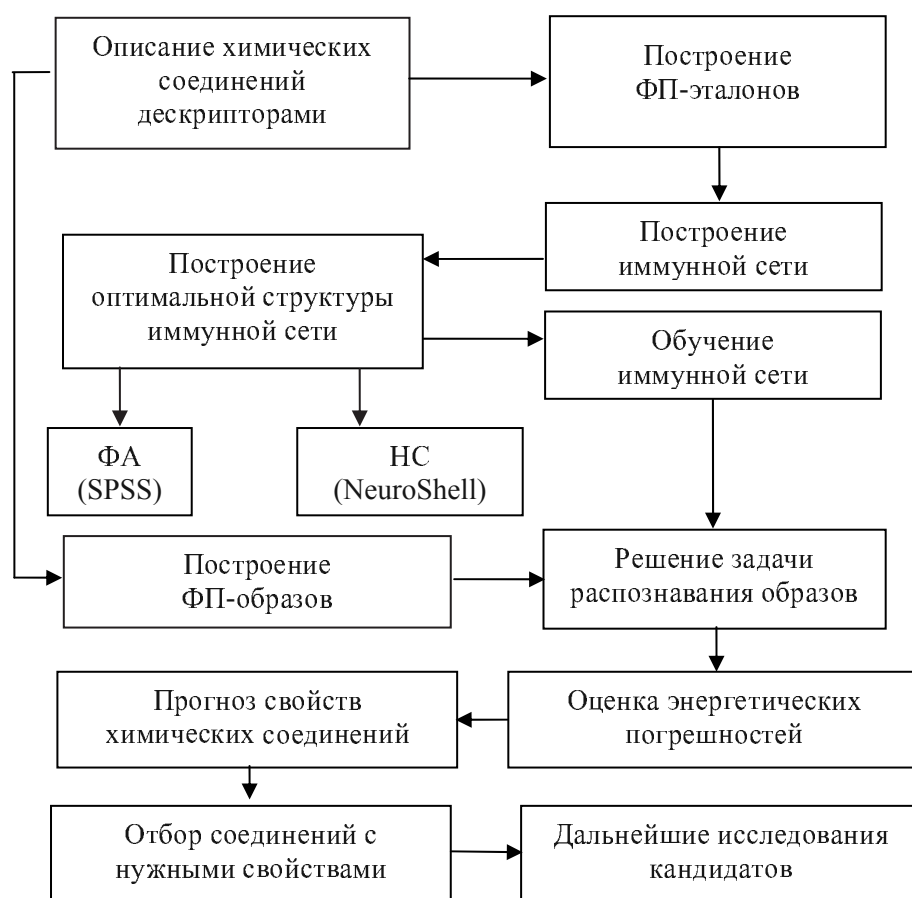 Описание химических
соединений
дескрипторами
Построение
ФП-эталонов
Построение
иммунной сети
Построение
оптимальной структуры
иммунной сети
Обучение
иммунной сети
ФА
(SPSS)
НС
(NeuroShell)
Построение
ФП-образов
Решение задачи
распознавания образов
Прогноз свойств
химических соединений
Оценка энергетических
погрешностей
Отбор соединений с
нужными свойствами
Дальнейшие исследования
кандидатов